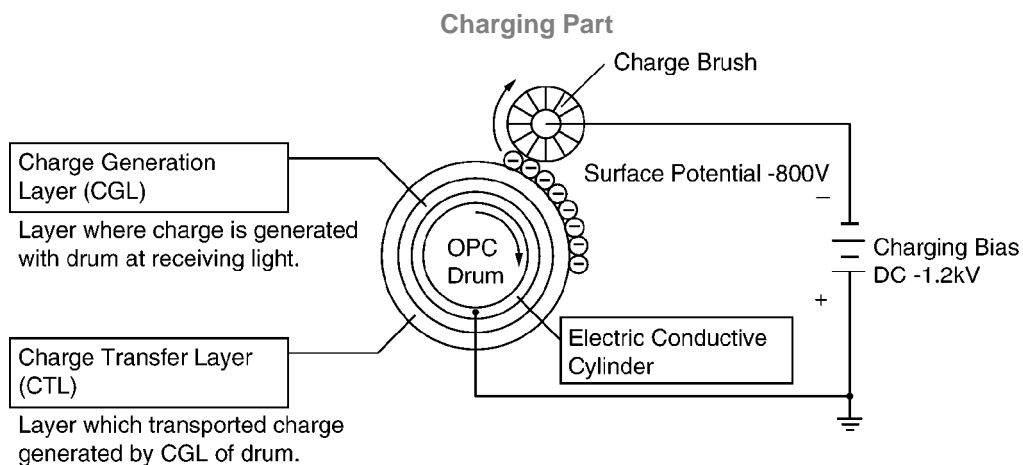 Charging Part
Charge Brush
Charge Generation
Layer (CGL)
Layer where charge is generated
with drum at receiving light.
Surface Potential -800V
−
OPC
Drum
Charging Bias
DC -1.2kV
+
Charge Transfer Layer
(CTL)
Layer which transported charge
generated by CGL of drum.
Electric Conductive
Cylinder